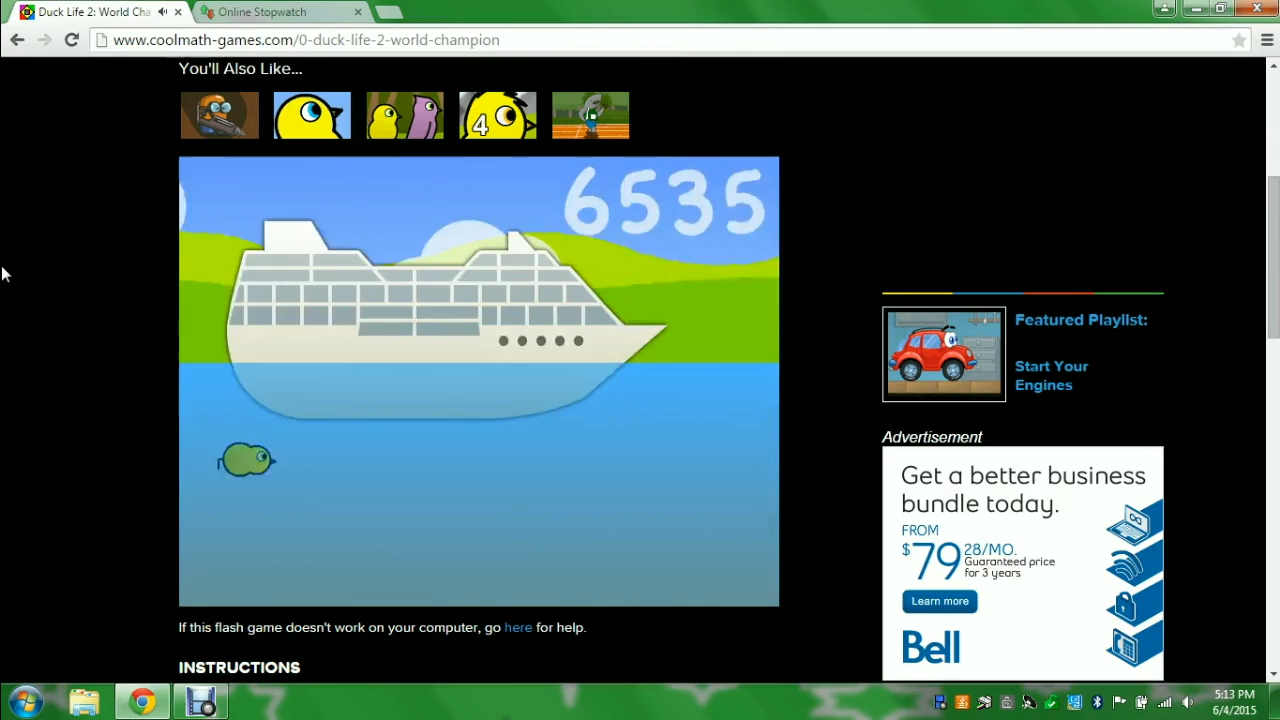 Duck Life 2: World Cha
Online Stopwatch
www.coolmath-games.com/0-duck-life-2-world-champion
You'll Also Like...
4
6535
Featured Playlist:
Start Your
Engines
Advertisement
Get a better business
bundle today.
FROM
$79 28/MO.
Guaranteed price
for 3 years
Learn more
Bell
If this flash game doesn't work on your computer, go here for help.
INSTRUCTIONS
5:13 PM
6/4/2015